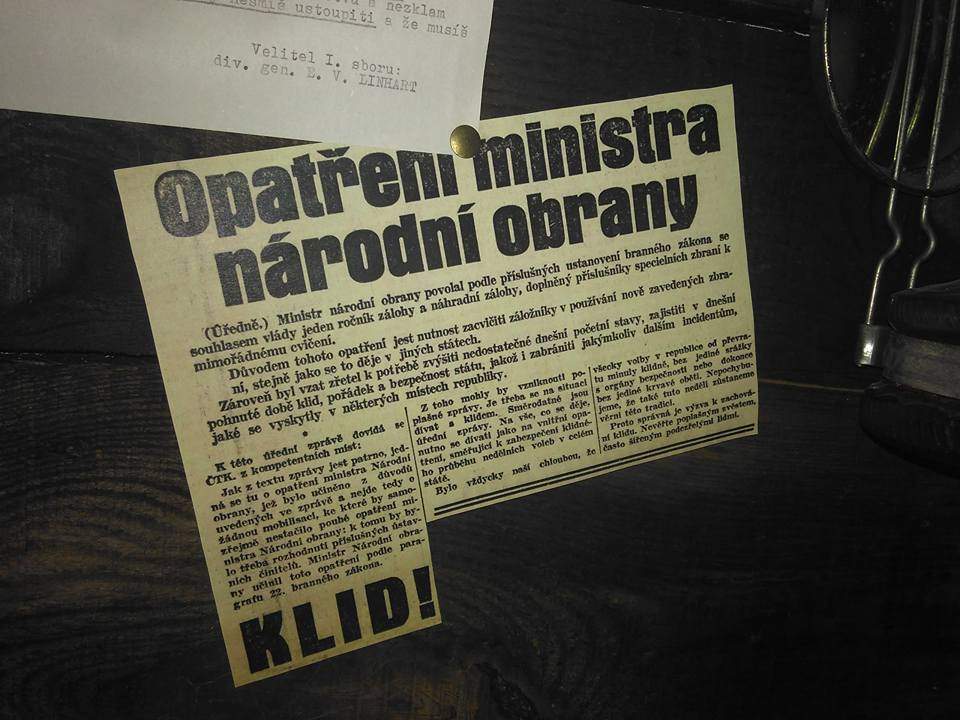 a nezklam
nesmíš ustoupiti a že musíš
Velitel I. sboru:
div. gen. E. V. LINHART
Opatření ministra
národní obrany
(Úředně.) Ministr národní obrany povolal podle příslušných ustanovení branného zákona se
souhlasem vlády jeden ročník zálohy a náhradní zálohy, doplněný příslušníky specielních zbraní k
mimořádnému cvičení.
Důvodem tohoto opatření jest nutnost zacvičiti záložníky v používání nově zavedených zbra-
ní, stejně jako se to děje v jiných státech.
Zároveň byl vzat zřetel k potřebě zvýšiti nedostatečné dnešní početní stavy, zajistiti v dnešní
pohnuté době klid, pořádek a bezpečnost státu, jakož i zabrániti jakýmkoliv dalším incidentům,
jaké se vyskytly v některých místech republiky.
*
K této úřední zprávě dovídá se
ČTK. z kompetentních míst:
Jak z textu zprávy jest patrno, jed-
ná se tu o opatření ministra Národní
obrany, jež bylo učiněno z důvodů
uvedených ve zprávě a nejde tedy o
žádnou mobilisaci, ke které by samo-
zřejmě nestačilo pouhé opatření mi-
nistra Národní obrany: k tomu by by-
lo třeba rozhodnutí příslušných ústav-
ních činitelů. Ministr Národní obra-
ny učinil toto opatření podle para-
grafu 22. branného zákona.
KLID!
Z toho mohly by vzniknouti po-
plašné zprávy. Je třeba se na situaci
dívat a klidem. Směrodatné jsou
úřední zprávy. Na vše, co se děje,
nutno se dívati jako na vnitřní opa-
tření, směřující k zabezpečení klidné-
ho průběhu nedělních voleb v celém
státě.
Bylo vždycky naší chloubou, že
všecky volby v republice od převra-
tu minuly klidně, bez jediné srážky
s orgány bezpečnosti nebo dokonce
bez jediné krvavé oběti. Nepochybu-
jeme, že také tuto neděli zůstaneme
věrni této tradici.
Proto správná je výzva k zachová-
ní klidu. Nevěřte poplašným zvěstem,
často šířeným podezřelými lidmi.